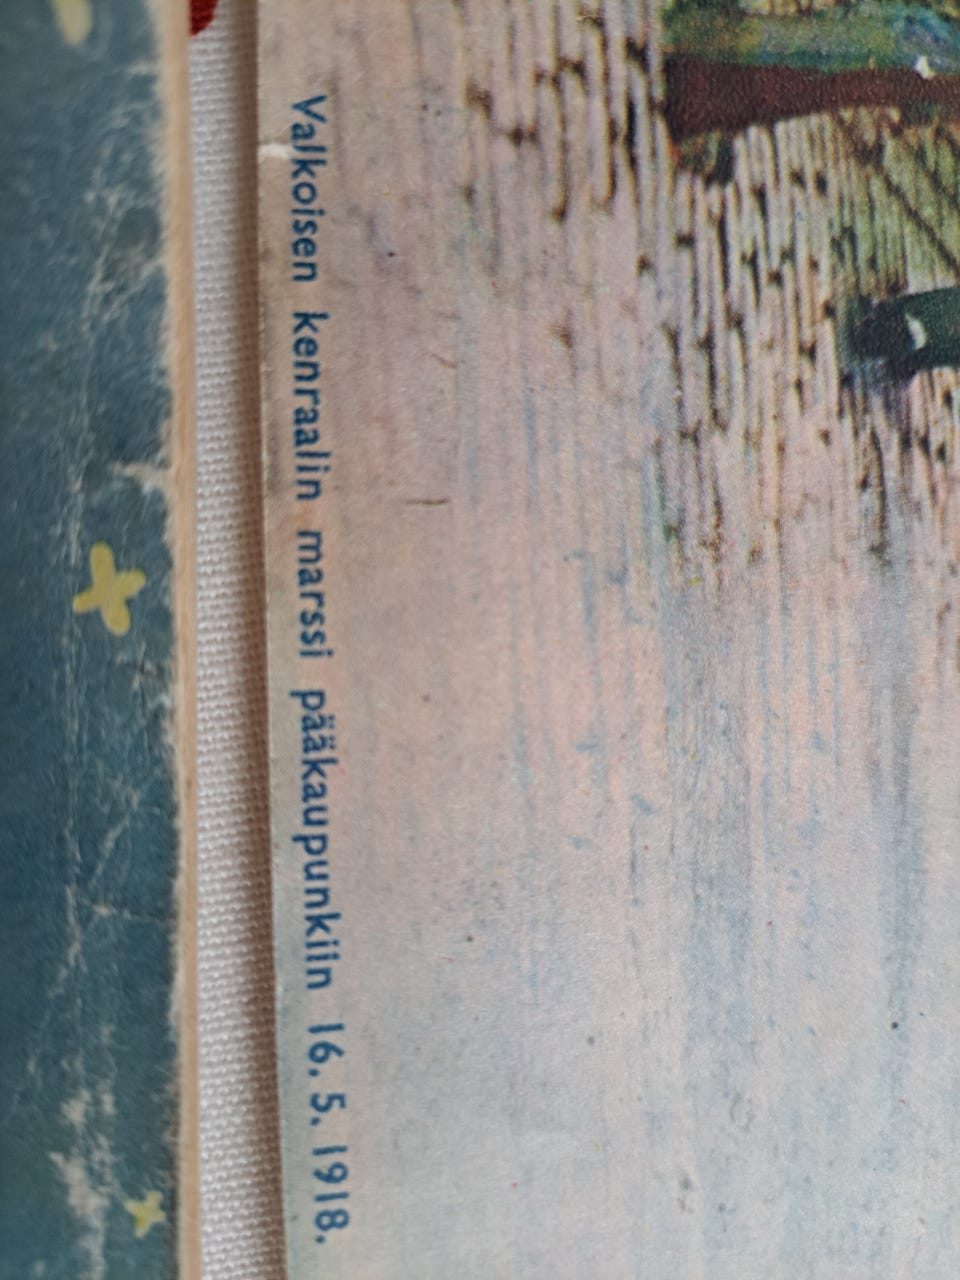 Valkoisen kenraalin marssi pääkaupunkiin 16. 5. 1918.